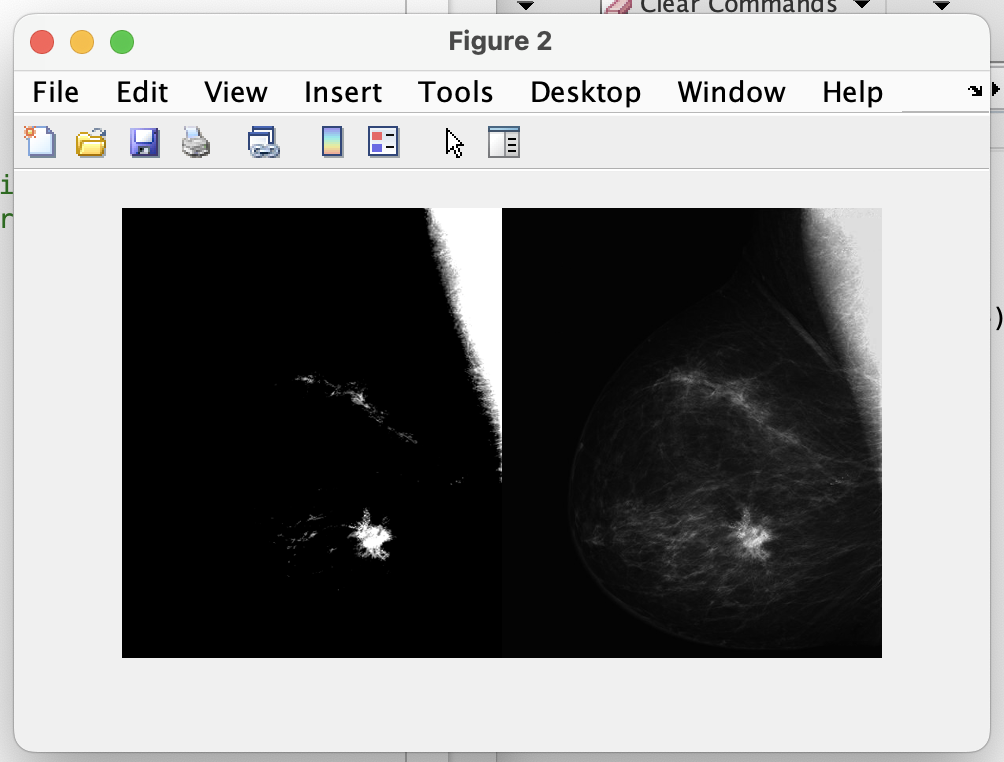 Clear Commands
Figure 2
File Edit View Insert Tools Desktop Window Help
i
r
)